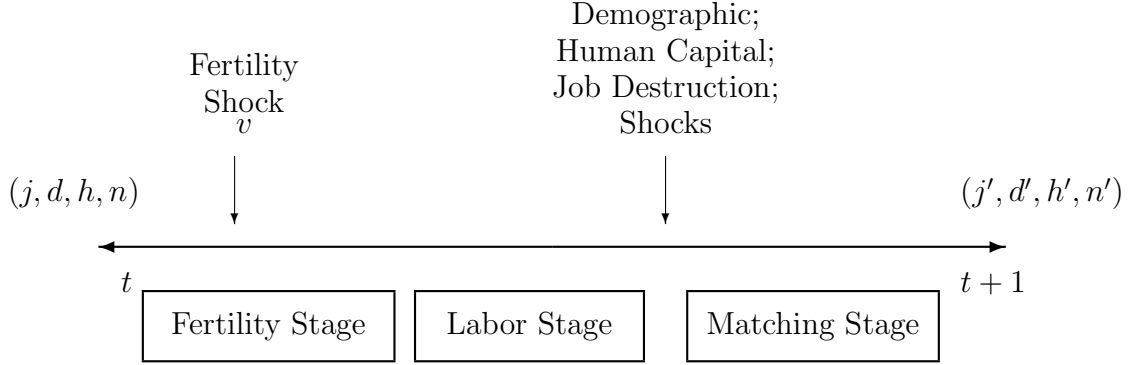 Demographic;
Human Capital;
Job Destruction;
Shocks
Fertility
Shock
v
(j, d, h, n)
(j′, d′, h′, n′)
t
t + 1
Fertility Stage
Labor Stage
Matching Stage